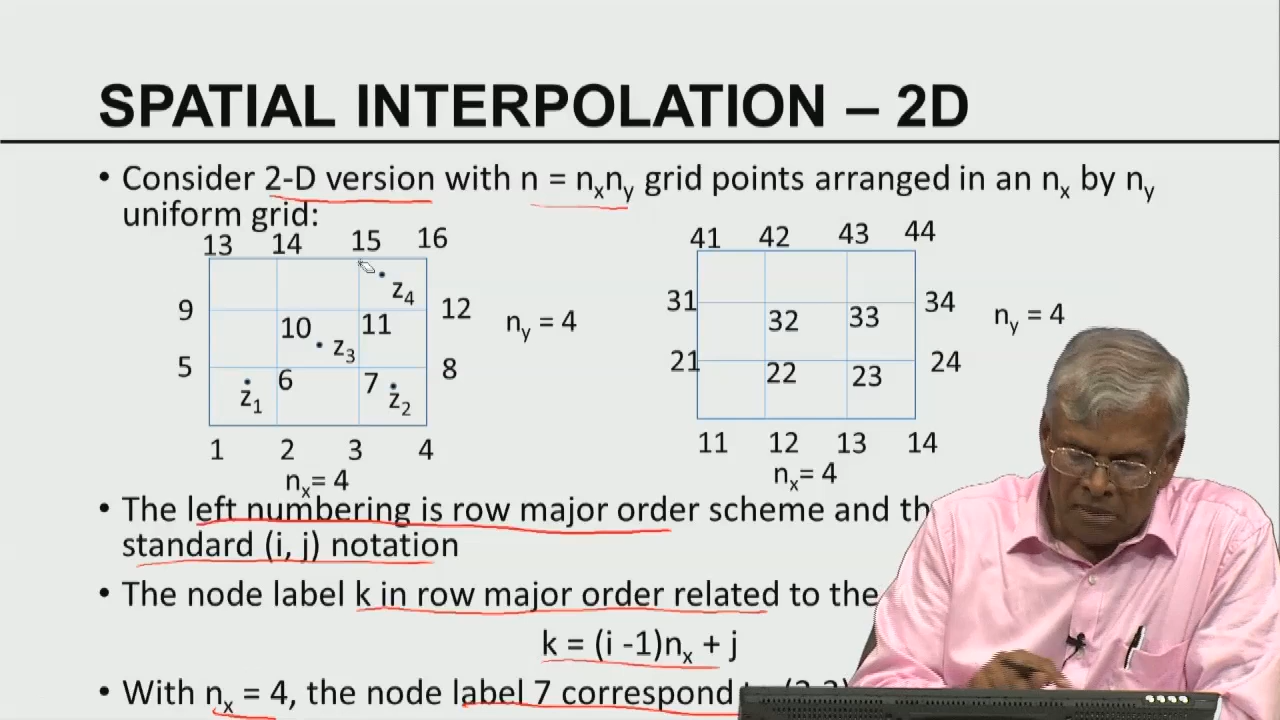 SPATIAL INTERPOLATION – 2D
• Consider 2-D version with n = nxny grid points arranged in an nx by ny
uniform grid:
13 14 15 16
41 42 43 44
9 z4 12
31 34
10 11 ny = 4
32 33 ny = 4
z3
5 6 7 8
21 22 23 24
z1 z2
1 2 3 4
11 12 13 14
nx= 4
nx= 4
• The left numbering is row major order scheme and
standard (i, j) notation
• The node label k in row major order related to the
k = (i -1)nx + j
• With nx = 4, the node label 7 correspond